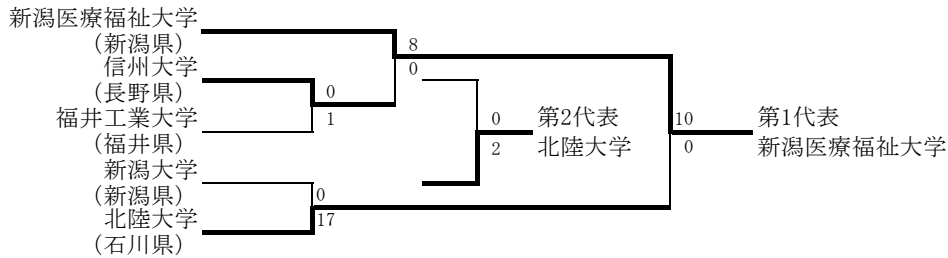 新潟医療福祉大学
(新潟県)
8
信州大学
0
(長野県)
0
1
福井工業大学
(福井県)
0
第2代表
2
北陸大学
10
第1代表
0
新潟医療福祉大学
新潟大学
(新潟県)
0
北陸大学
17
(石川県)